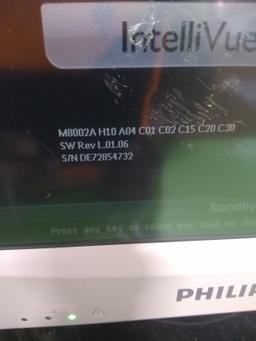 IntelliVue
M8002A H10 A04 C01 C02 C15 C20 C30
SW Rev L.01.06
S/N DE72854732
Standby
Press any key or select any field on the
PHILIP